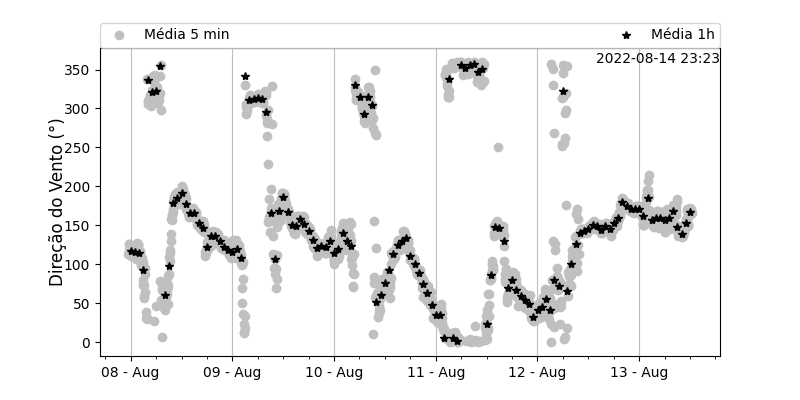 Média 5 min
Média 1h
2022-08-14 23:23
Direção do Vento (°)
350
300
250
200
150
100
50
0
08 - Aug
09 - Aug
10 - Aug
11 - Aug
12 - Aug
13 - Aug